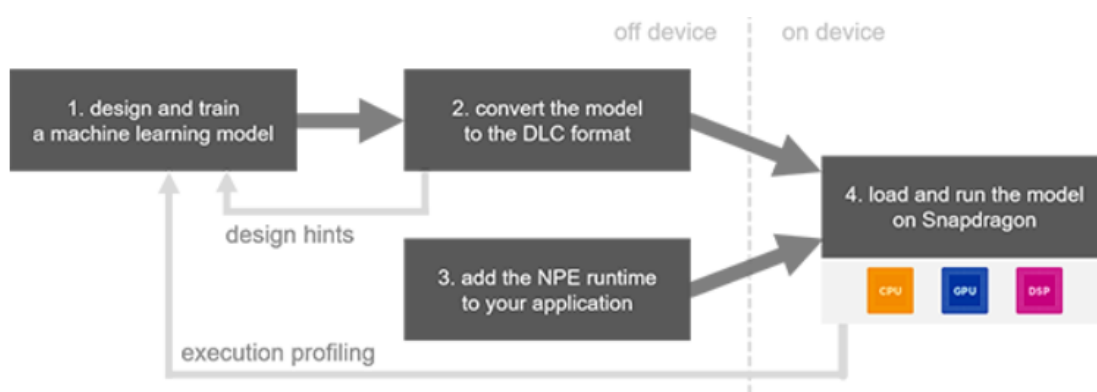 off device
on device
1. design and train
a machine learning model
2. convert the model
to the DLC format
design hints
3. add the NPE runtime
to your application
4. load and run the model
on Snapdragon
CPU
GPU
DSP
execution profiling